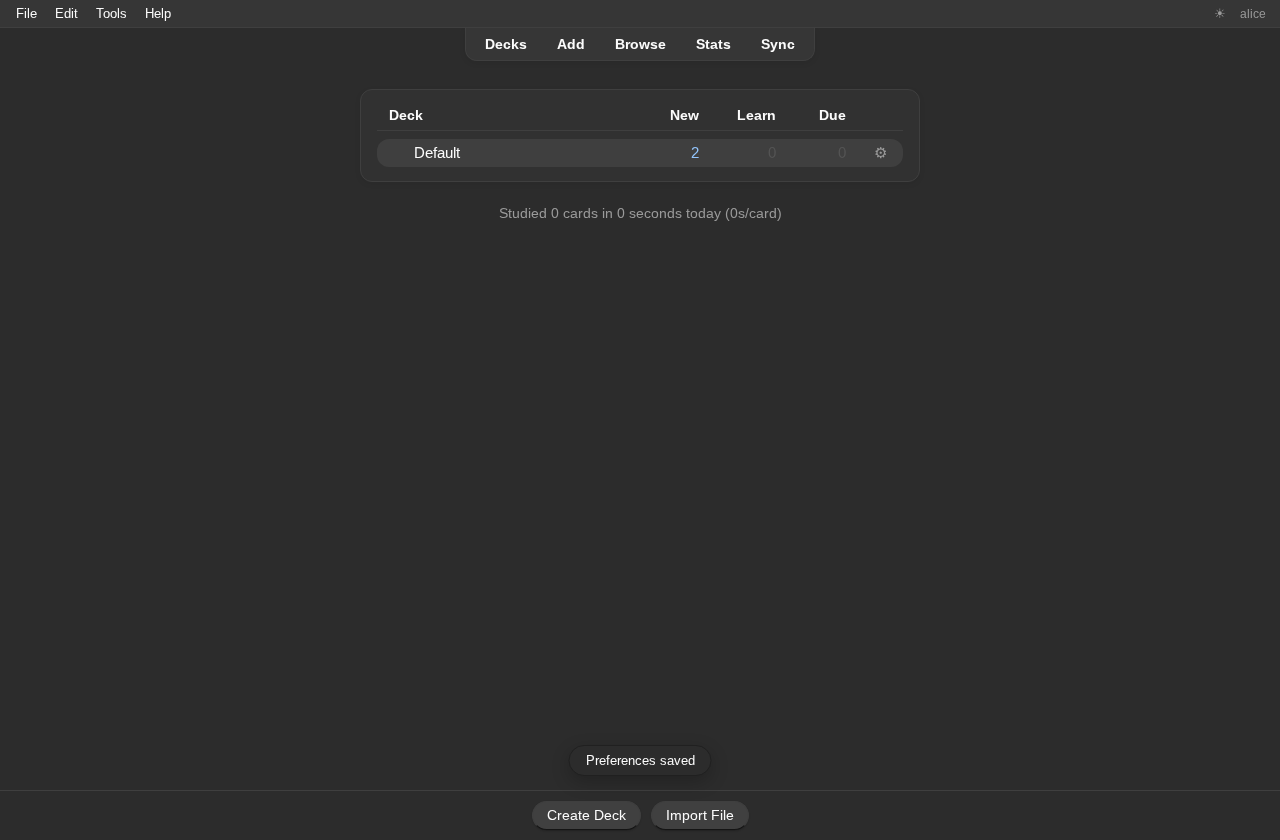 File Edit Tools Help ☀ alice
Decks Add Browse Stats Sync
Deck New Learn Due
Default 2 0 0 ⚙
Studied 0 cards in 0 seconds today (0s/card)
Preferences saved
Create Deck Import File